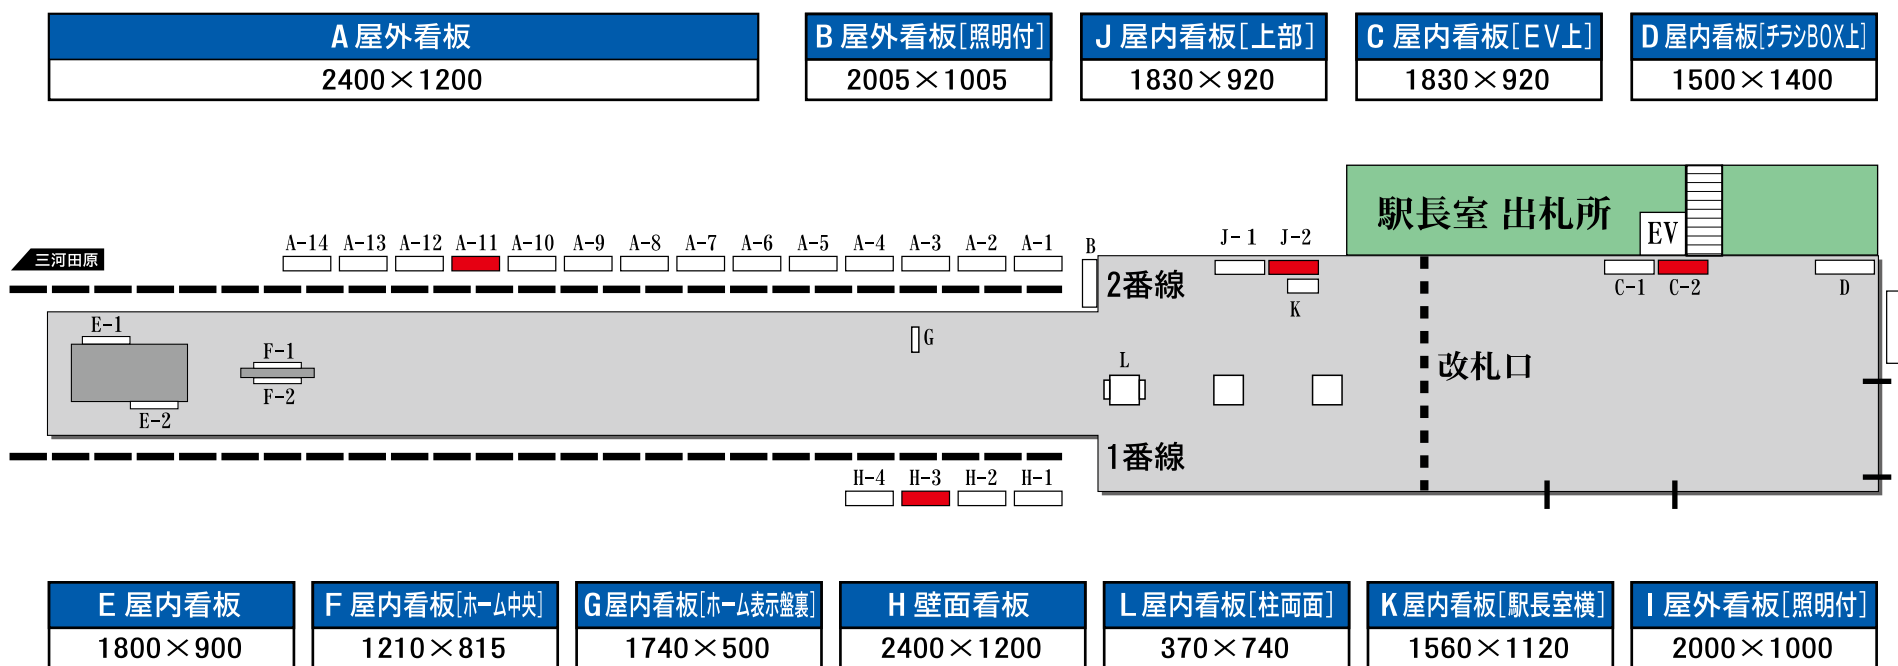 A 屋外看板
2400×1200
B 屋外看板[照明付]
2005×1005
J 屋内看板[上部]
1830×920
C 屋内看板[EV上]
1830×920
D 屋内看板[チラシBOX上]
1500×1400
駅長室 出札所
EV
三河田原
A-14 A-13 A-12 A-11 A-10 A-9 A-8 A-7 A-6 A-5 A-4 A-3 A-2 A-1 B J-1 J-2
2番線
C-1 C-2 D
K
E-1
F-1
G
L
改札口
F-2
E-2
1番線
H-4 H-3 H-2 H-1
E 屋内看板
1800×900
F 屋内看板[ホーム中央]
1210×815
G屋内看板[ホーム表示盤裏]
1740×500
H 壁面看板
2400×1200
L屋内看板[柱両面]
370×740
K屋内看板[駅長室横]
1560×1120
I 屋外看板[照明付]
2000×1000